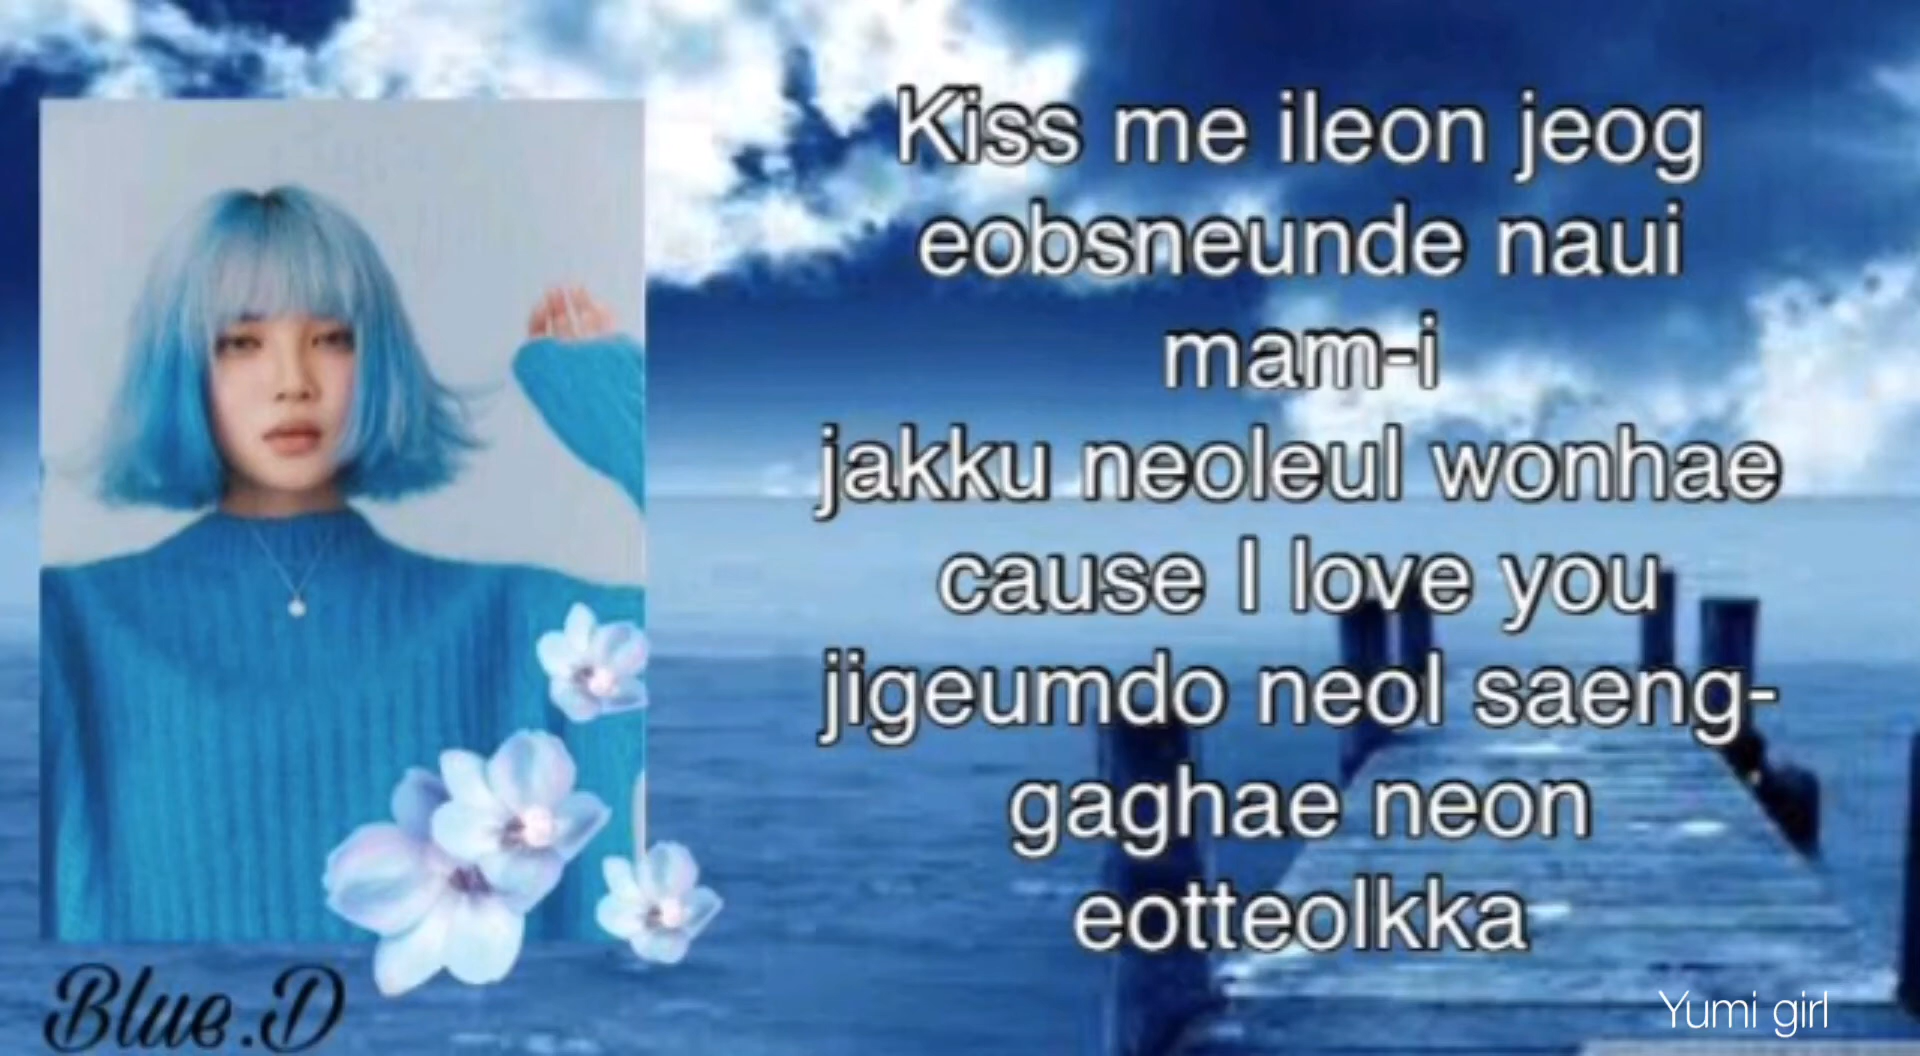 Kiss me ileon jeog
eobsneunde naui
mam-i
jakku neoleul wonhae
cause I love you
jigeumdo neol saeng-
gaghae neon
eotteolkka
Blue.D
Yumi girl